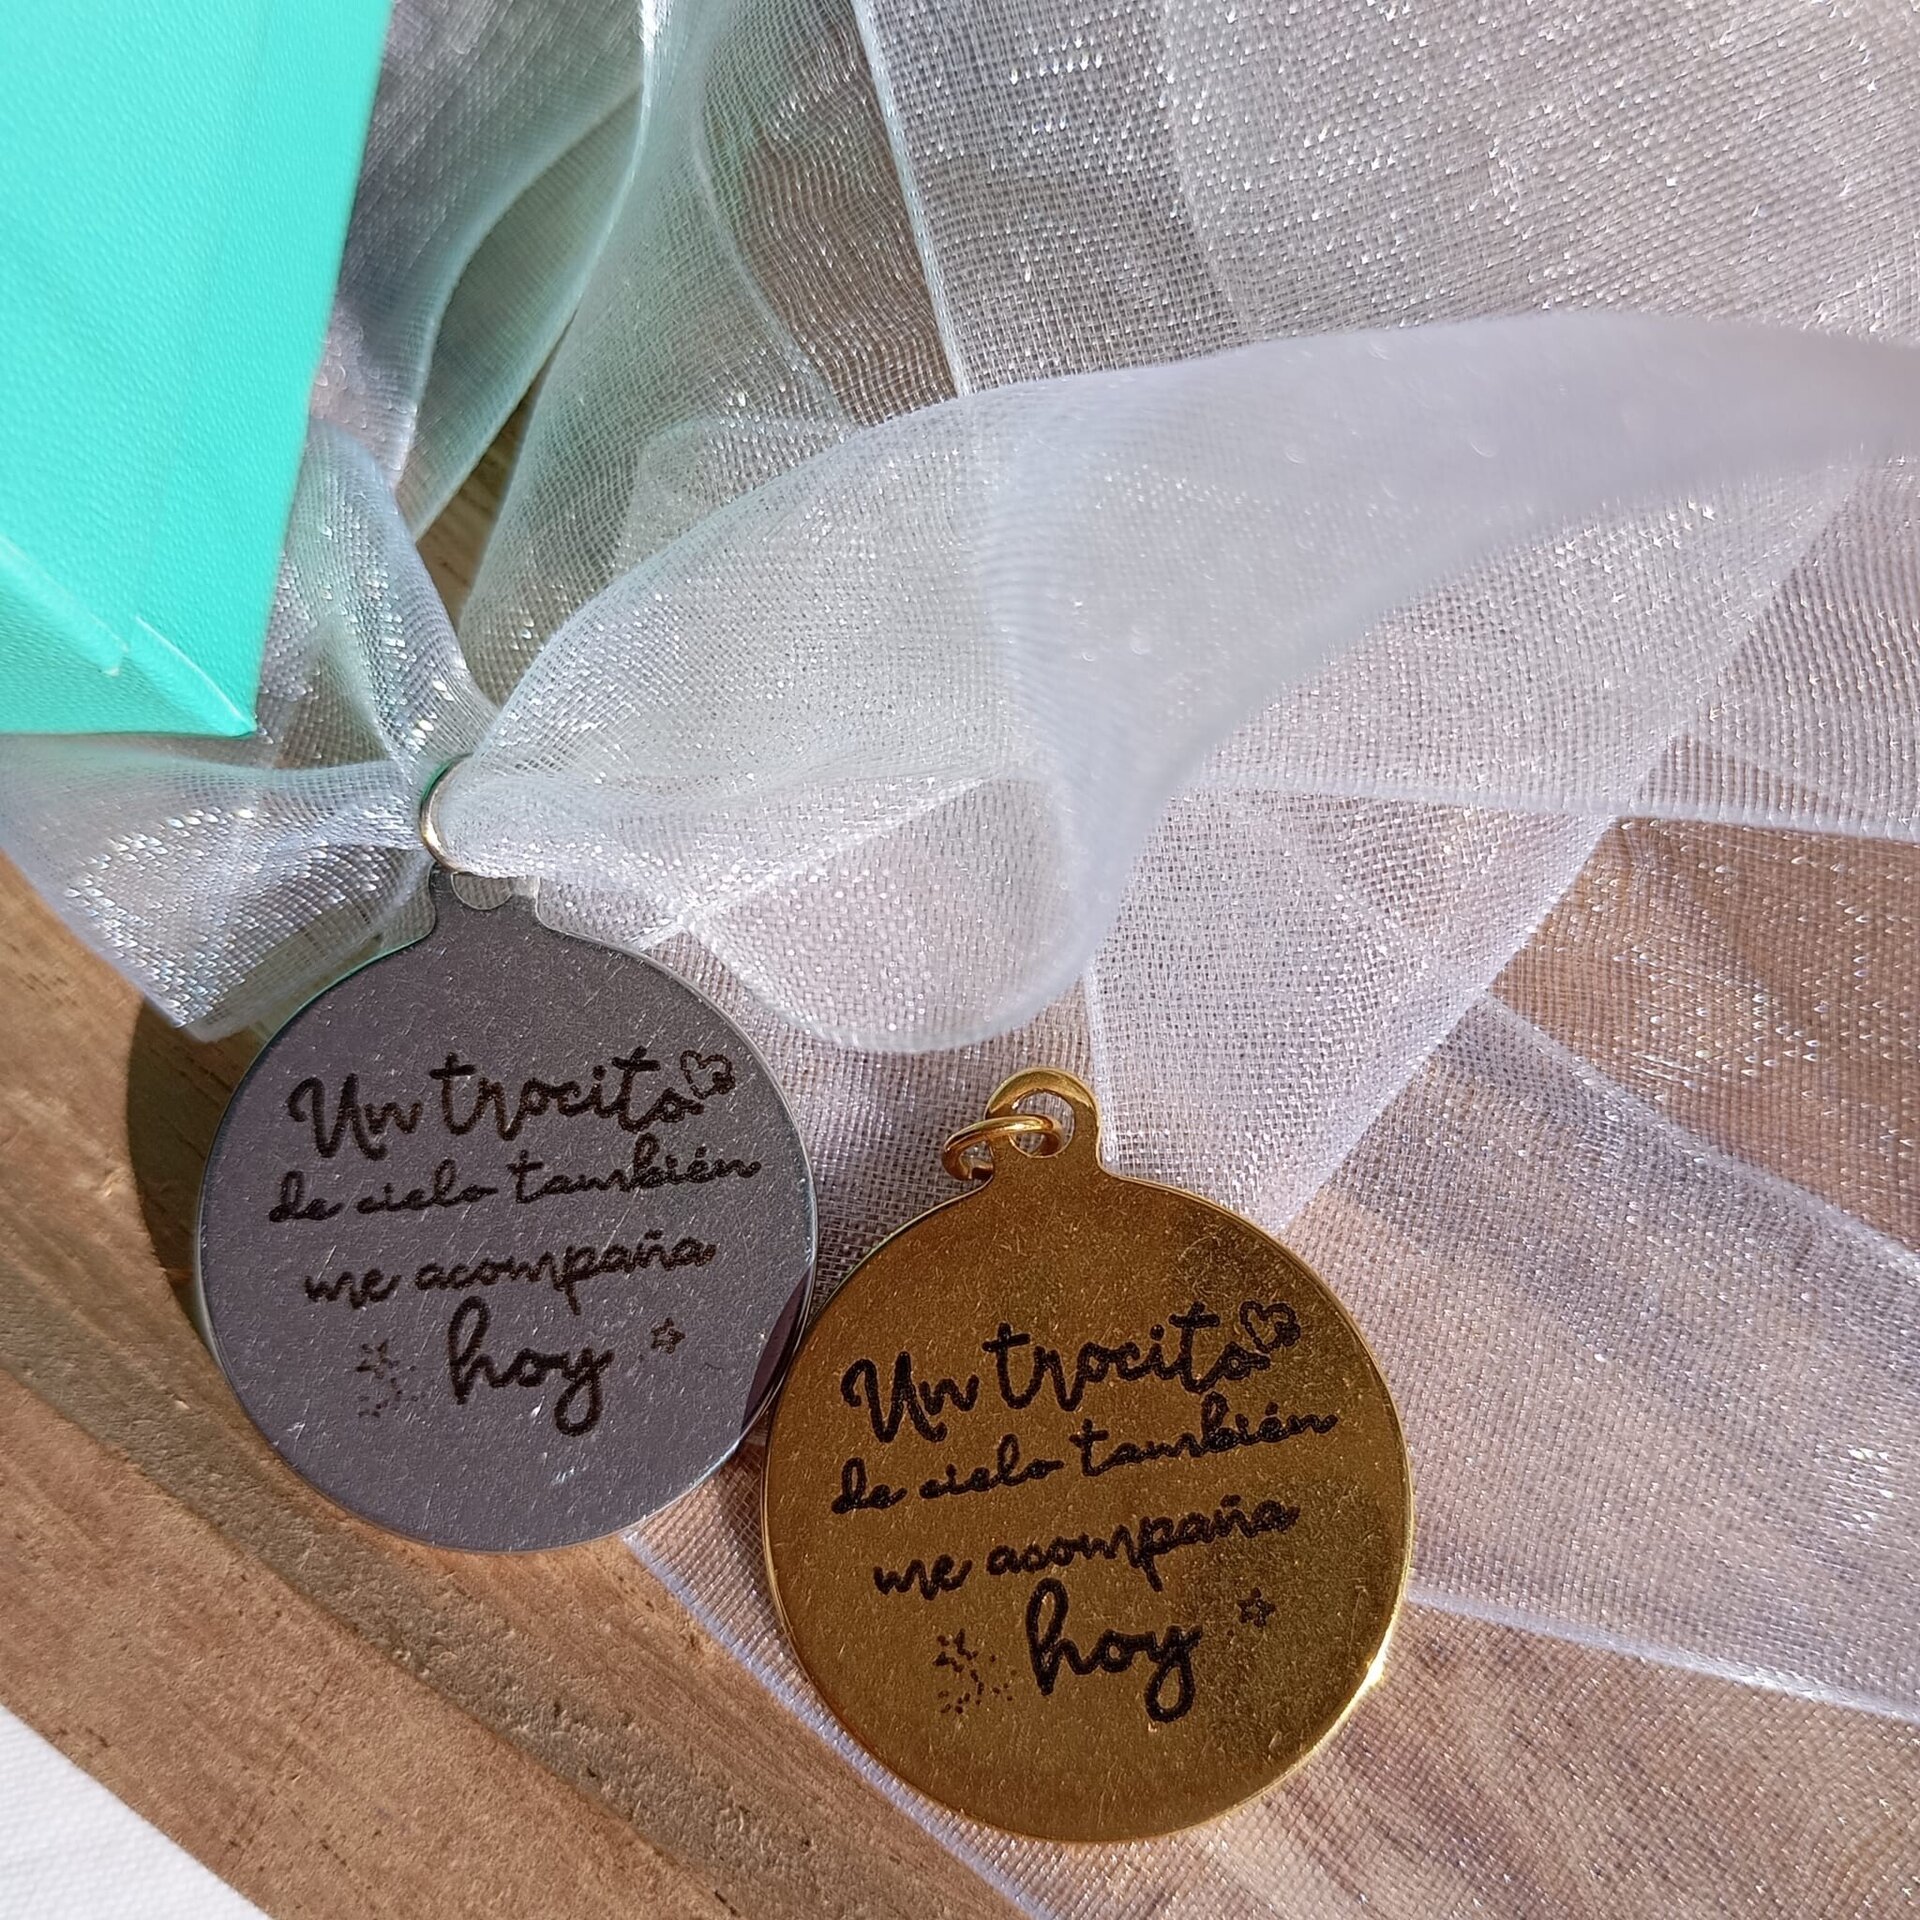 Un trocito
de cielo también
me acompaña
hoy
Un trocito
de cielo también
me acompaña
hoy